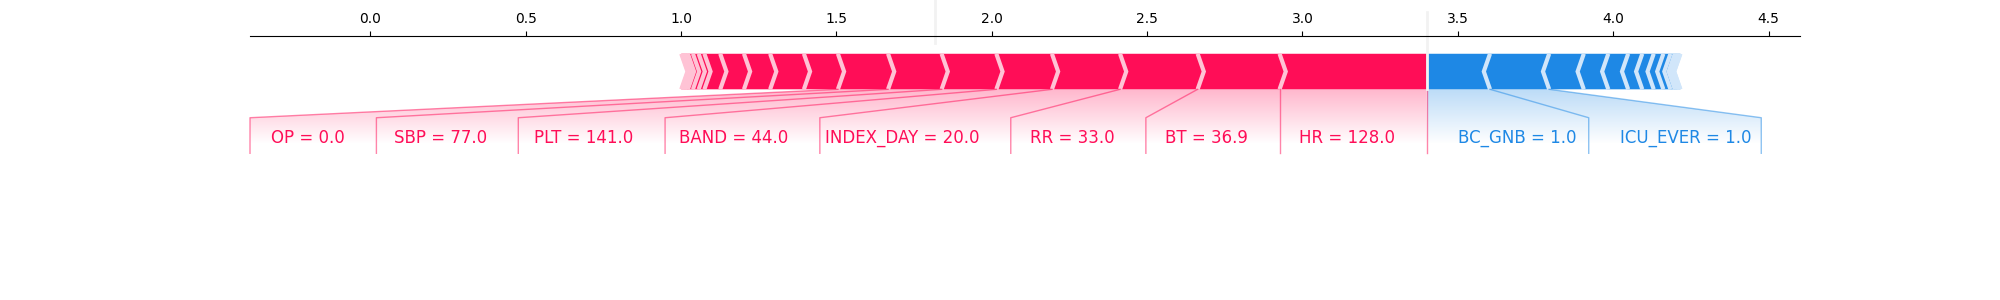 0.0 0.5 1.0 1.5 2.0 2.5 3.0 3.5 4.0 4.5
OP = 0.0 SBP = 77.0 PLT = 141.0 BAND = 44.0 INDEX_DAY = 20.0 RR = 33.0 BT = 36.9 HR = 128.0 BC_GNB = 1.0 ICU_EVER = 1.0